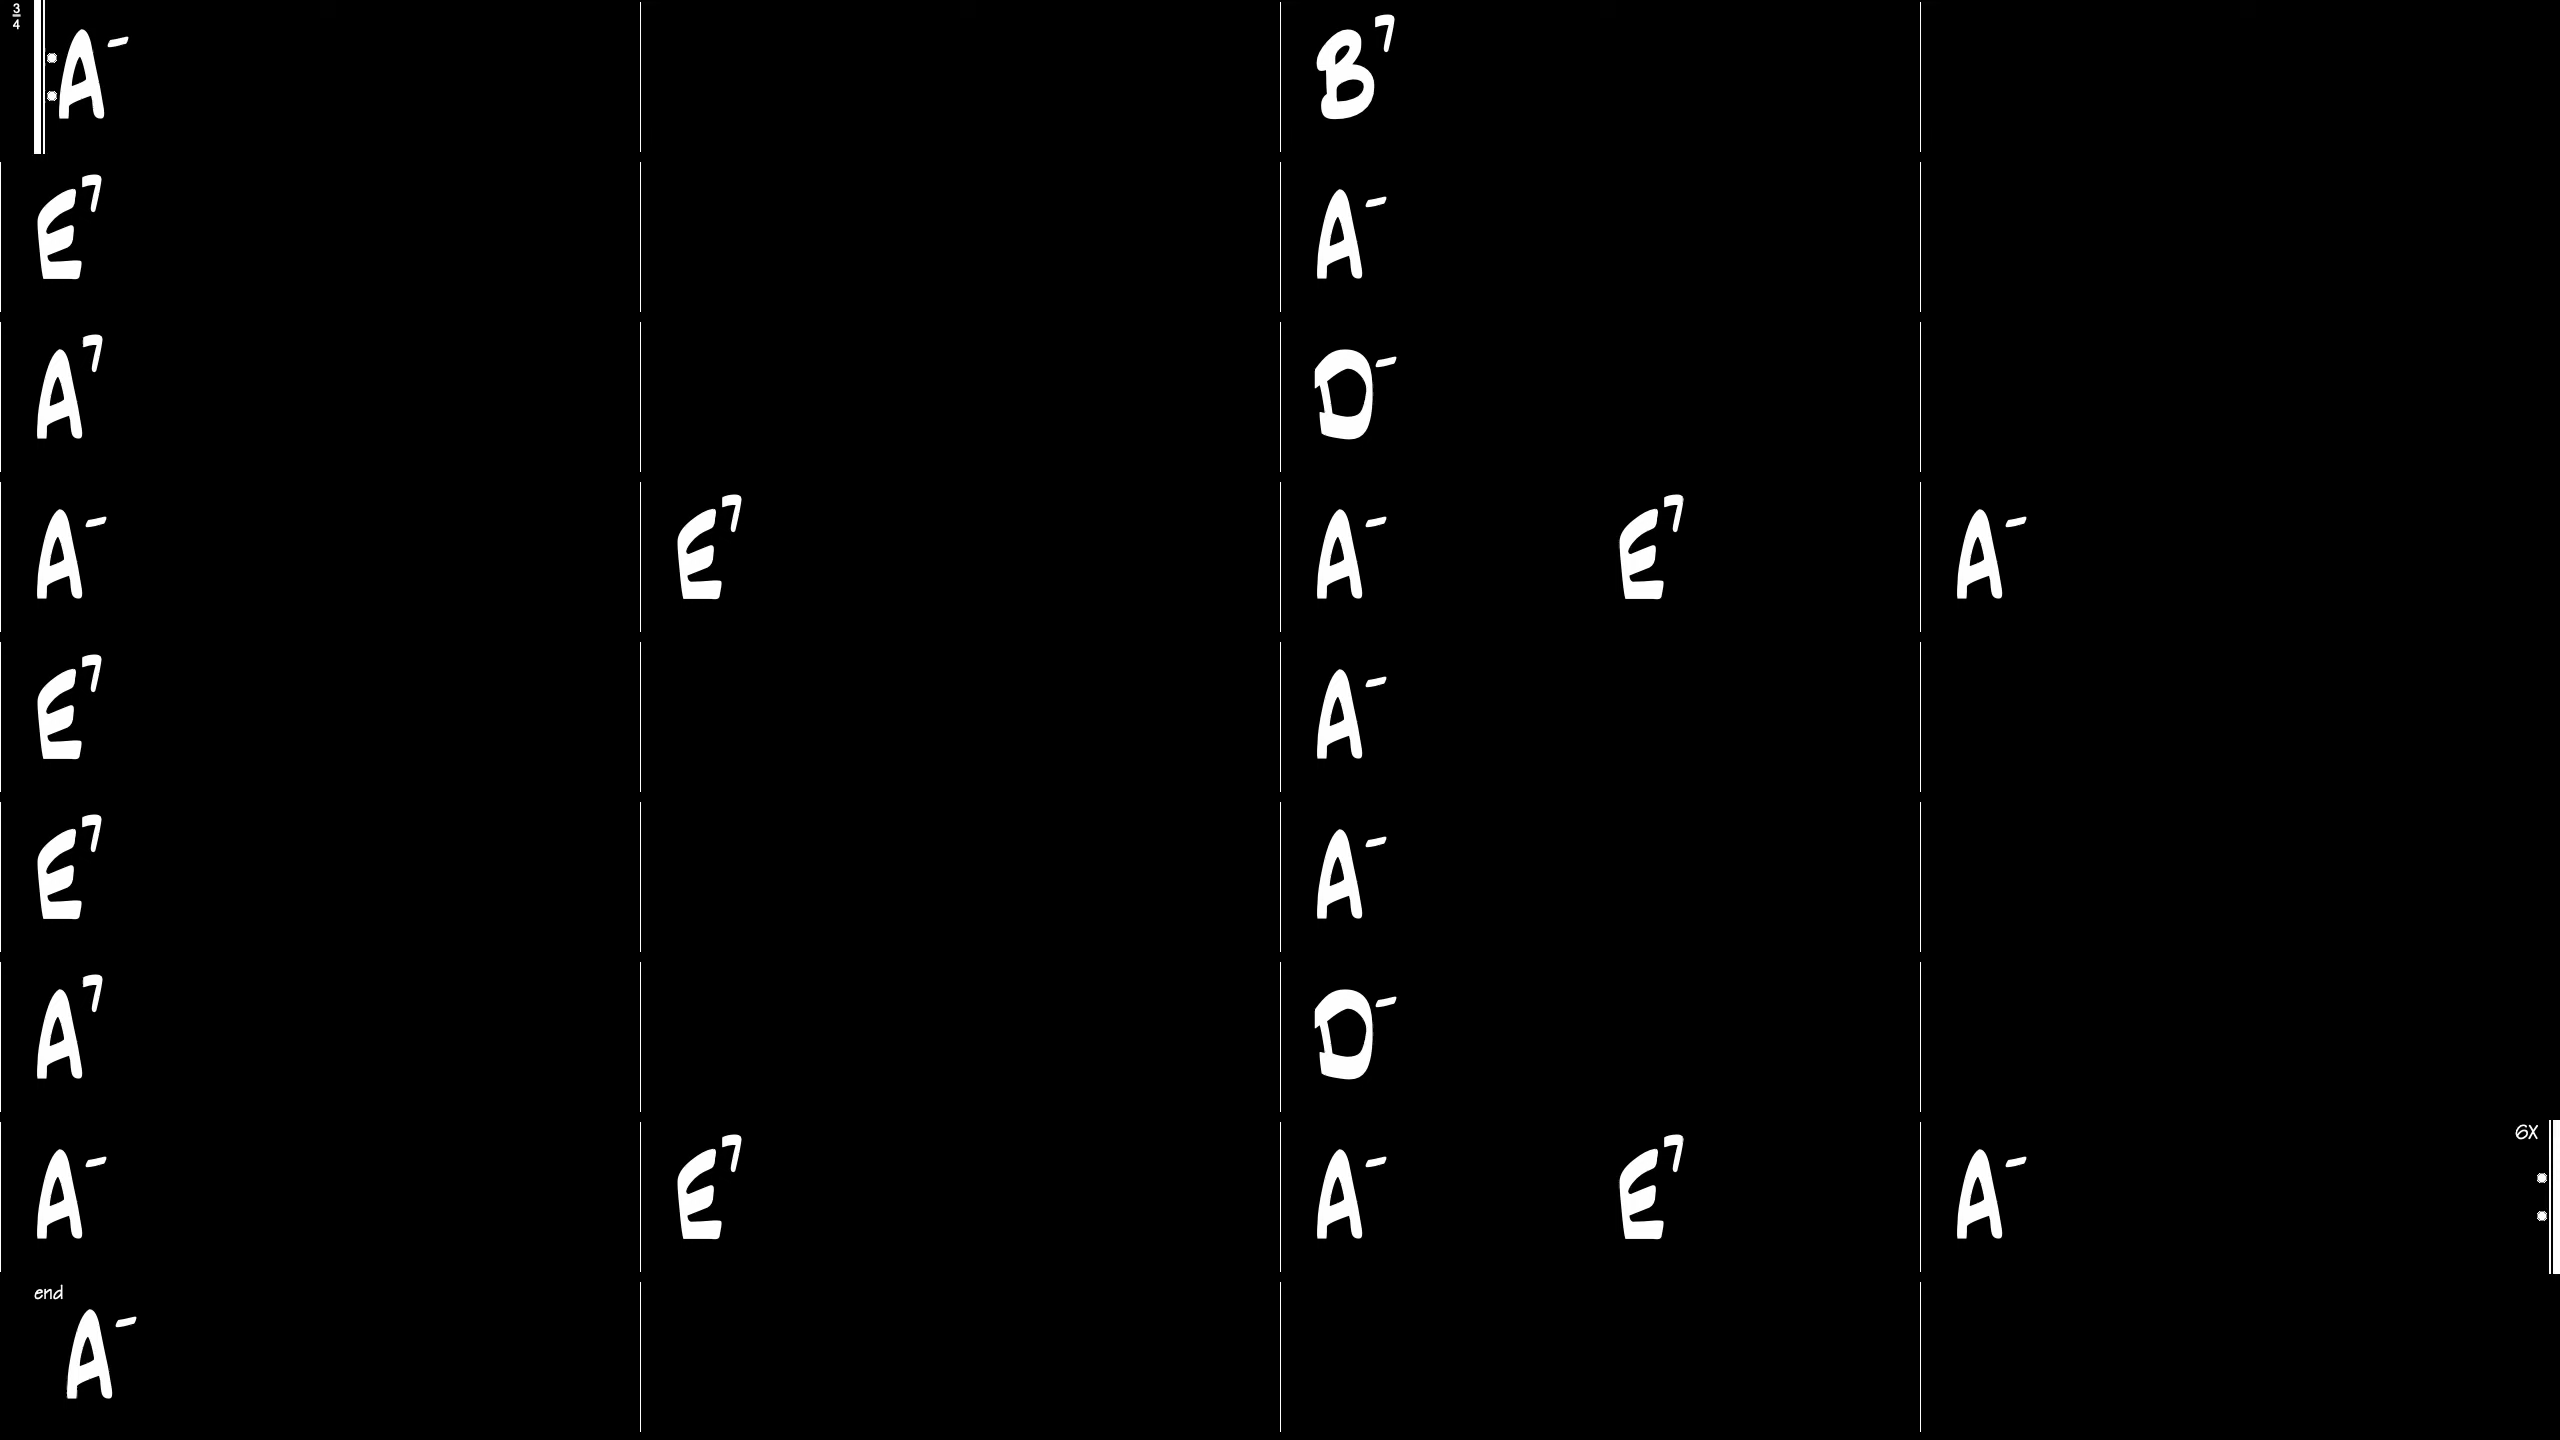 3/4 A- B7
E7 A-
A7 D-
A- E7 A- E7 A-
E7 A-
E7 A-
A7 D-
6x
A- E7 A- E7 A-
end
A-